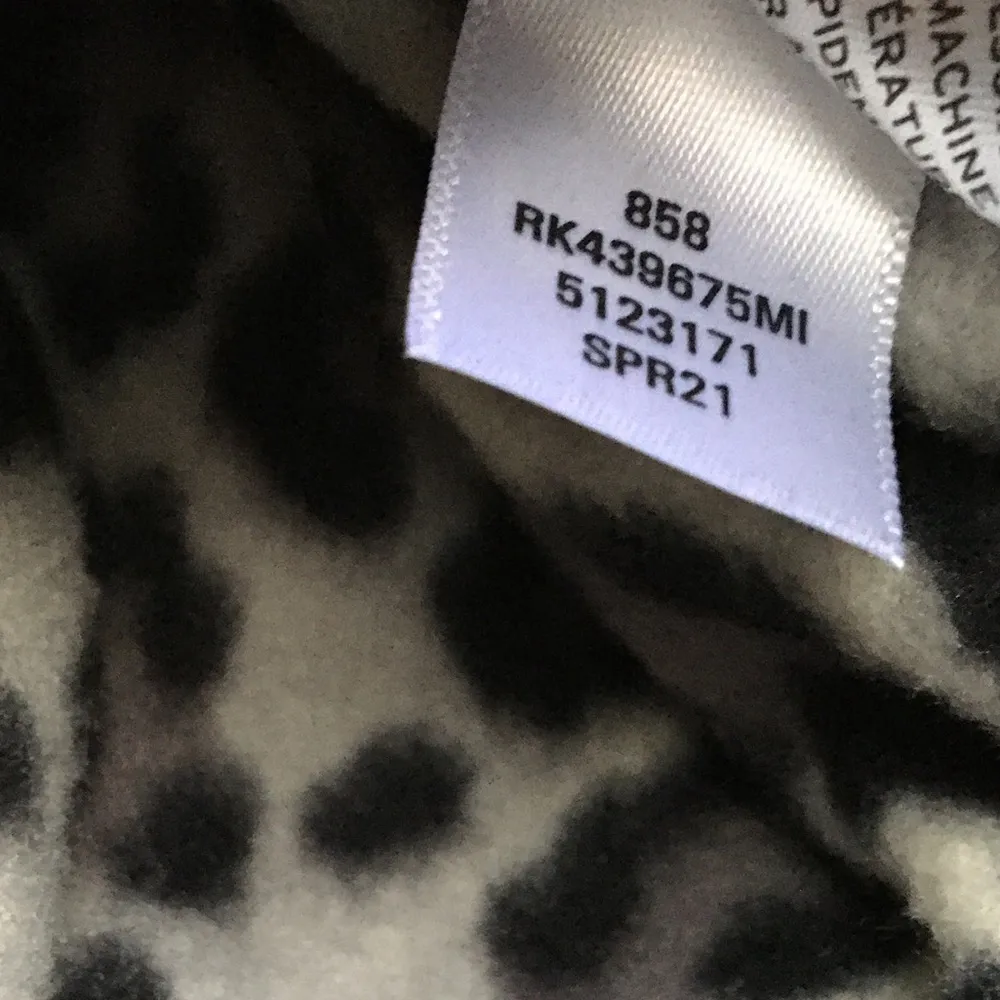 858
RK439675MI
5123171
SPR21
MACHINE